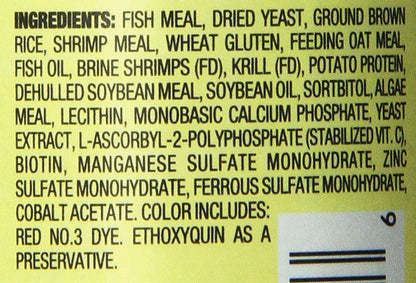 INGREDIENTS: FISH MEAL, DRIED YEAST, GROUND BROWN
RICE, SHRIMP MEAL, WHEAT GLUTEN, FEEDING OAT MEAL,
FISH OIL, BRINE SHRIMPS (FD), KRILL (FD), POTATO PROTEIN,
DEHULLED SOYBEAN MEAL, SOYBEAN OIL, SORTBITOL, ALGAE
MEAL, LECITHIN, MONOBASIC CALCIUM PHOSPHATE, YEAST
EXTRACT, L-ASCORBYL-2-POLYPHOSPHATE (STABILIZED VIT. C),
BIOTIN, MANGANESE SULFATE MONOHYDRATE, ZINC
SULFATE MONOHYDRATE, FERROUS SULFATE MONOHYDRATE,
COBALT ACETATE. COLOR INCLUDES:
RED NO.3 DYE. ETHOXYQUIN AS A
PRESERVATIVE.
6